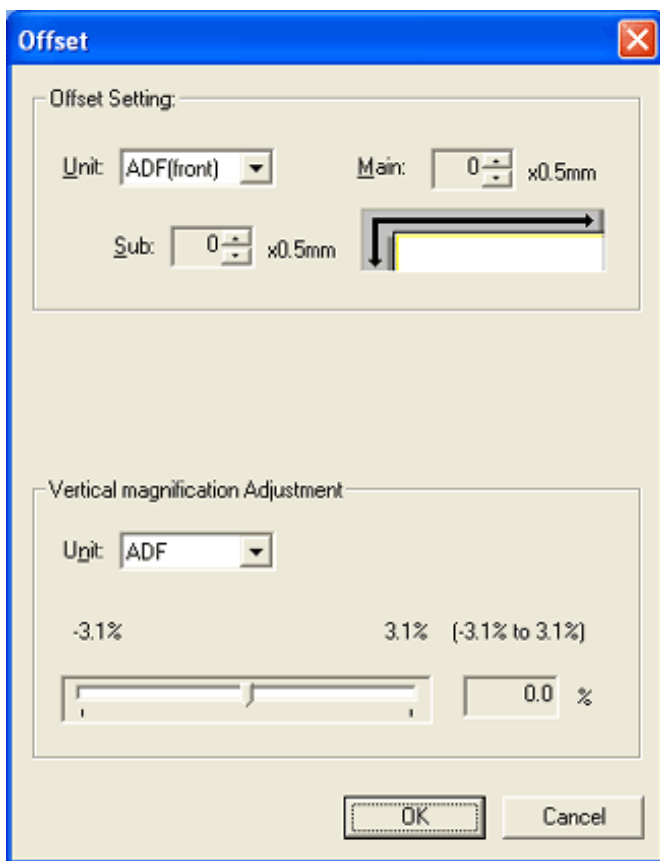 Offset
Offset Setting:
Unit: ADF(front) Main: 0 x0.5mm
Sub: 0 x0.5mm
Vertical magnification Adjustment
Unit: ADF
-3.1% 3.1% (-3.1% to 3.1%)
0.0 %
OK Cancel